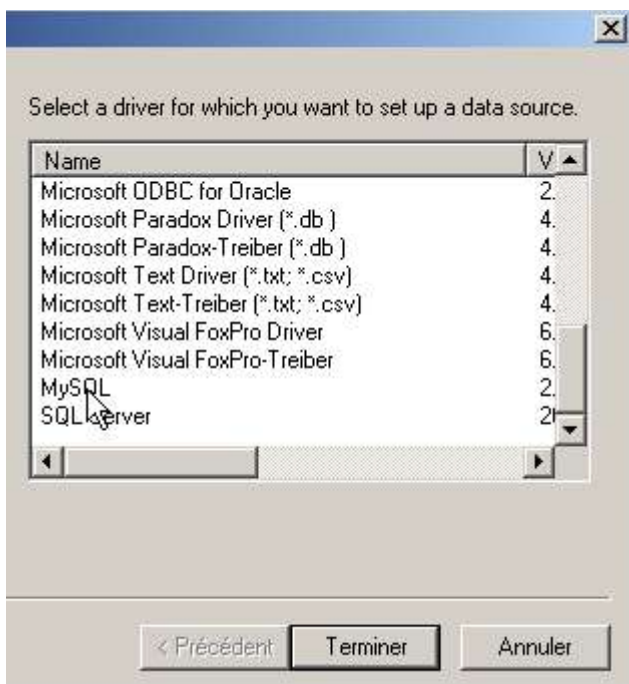 Select a driver for which you want to set up a data source.
Name V
Microsoft ODBC for Oracle 2.
Microsoft Paradox Driver (*.db ) 4.
Microsoft Paradox-Treiber (*.db ) 4.
Microsoft Text Driver (*.txt; *.csv) 4.
Microsoft Text-Treiber (*.txt; *.csv) 4.
Microsoft Visual FoxPro Driver 6.
Microsoft Visual FoxPro-Treiber 6.
MySQL 2.
SQL Server 2
< Précédent Terminer Annuler